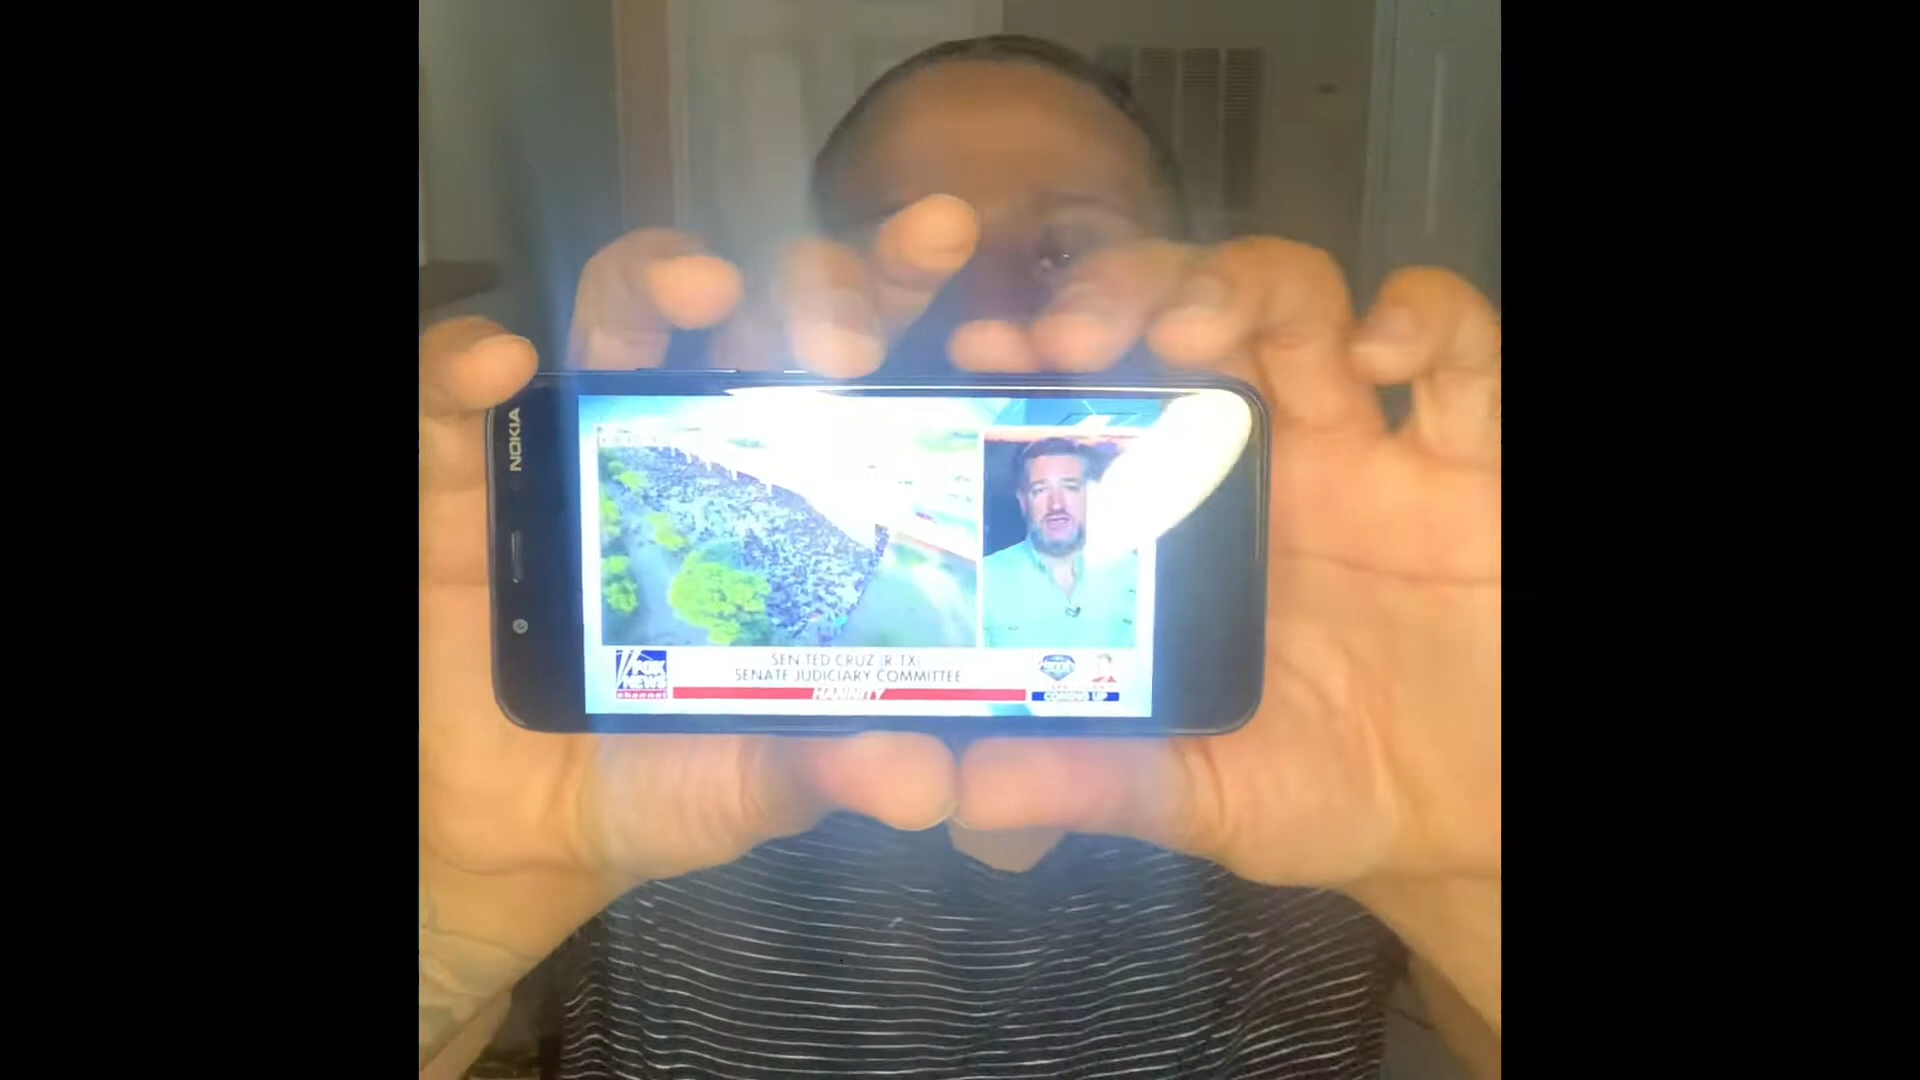 NOKIA
SEN TED CRUZ (R-TX)
SENATE JUDICIARY COMMITTEE
FOX
NEWS
channel
HANNITY
COMING UP